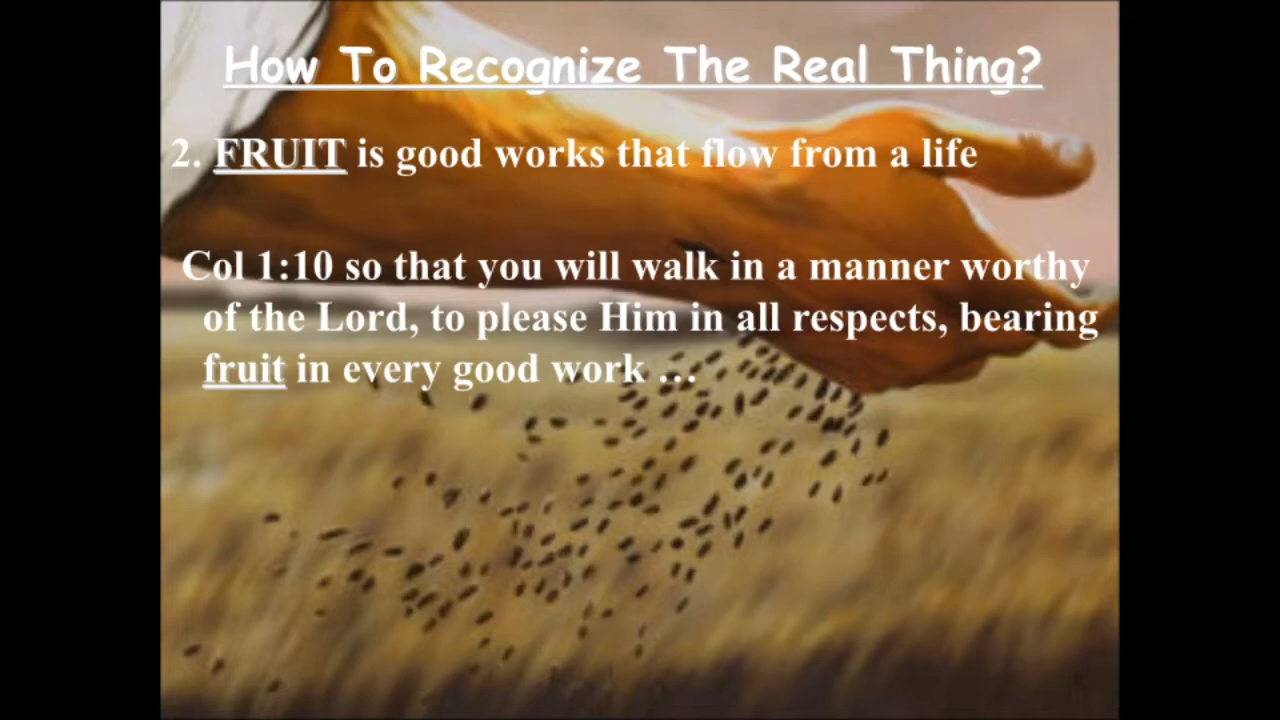 How To Recognize The Real Thing?
2. FRUIT is good works that flow from a life
Col 1:10 so that you will walk in a manner worthy
of the Lord, to please Him in all respects, bearing
fruit in every good work …